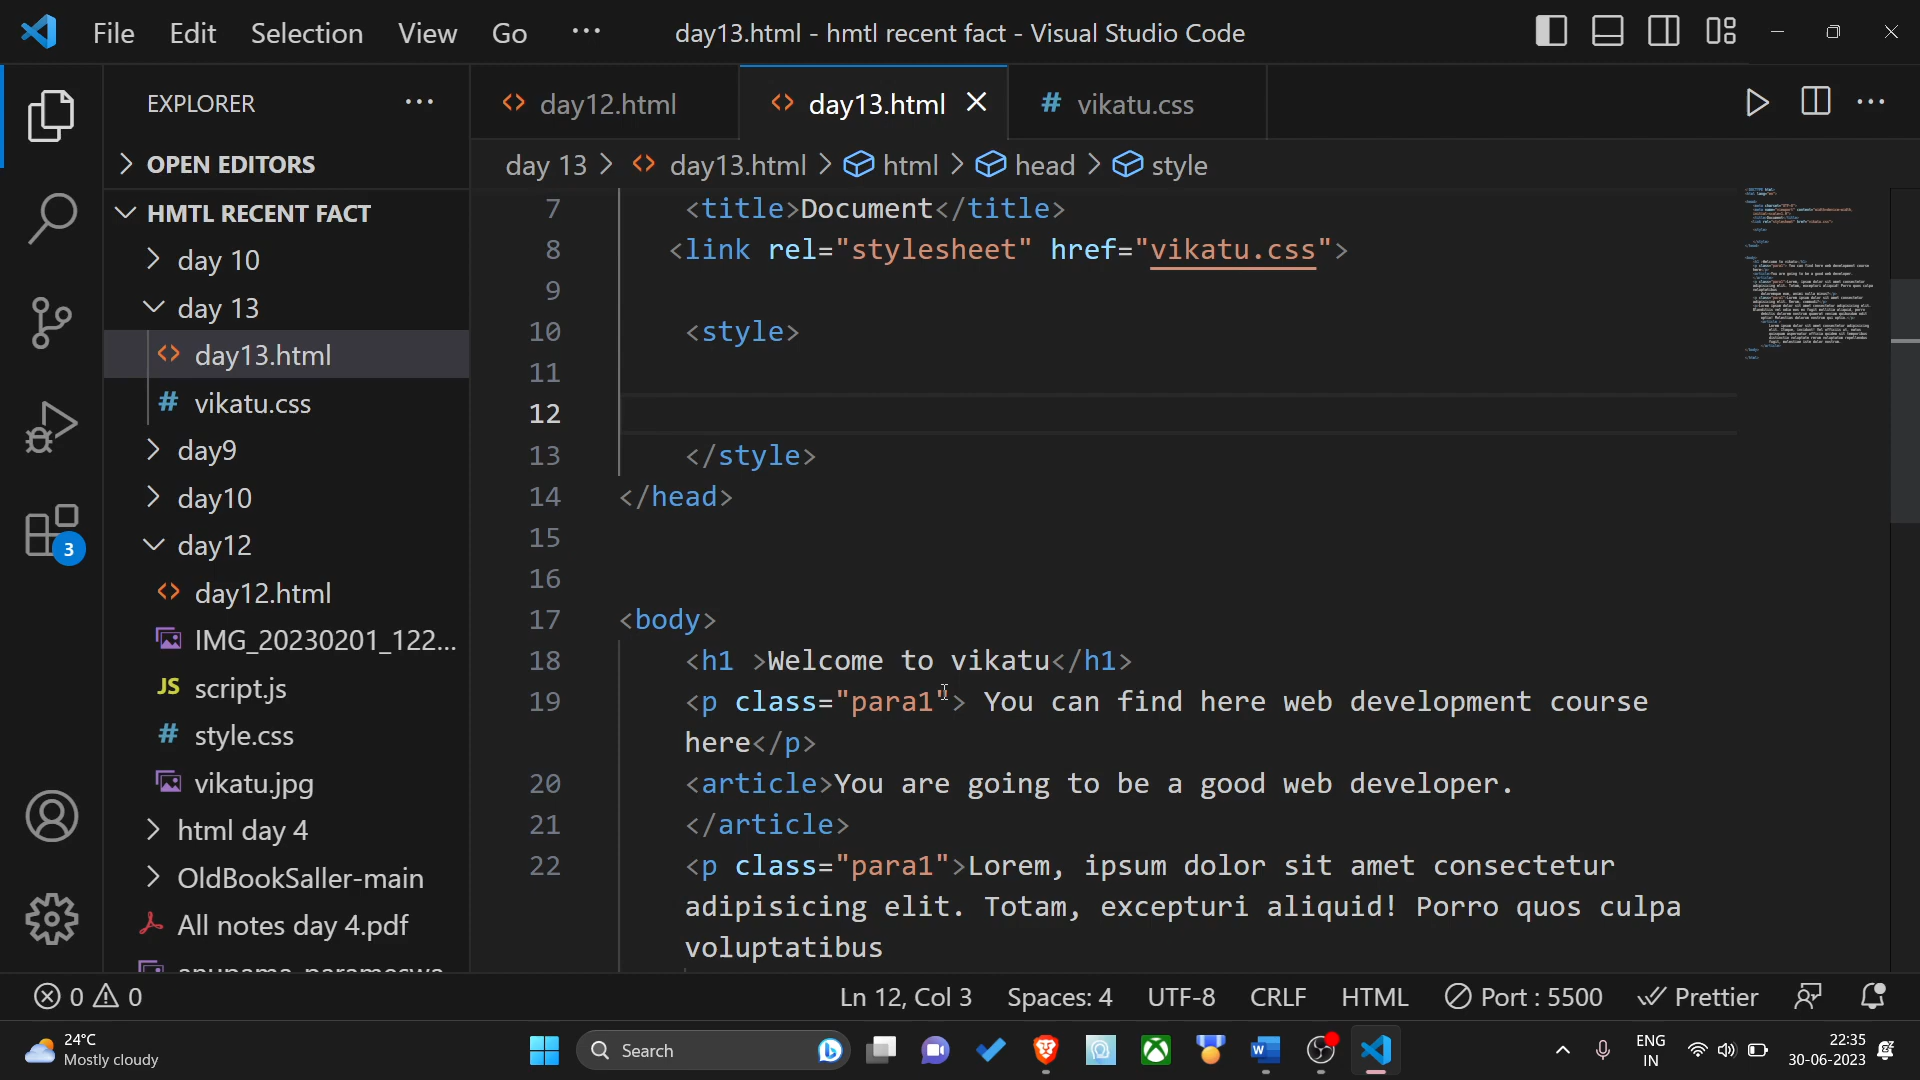 File Edit Selection View Go ··· day13.html - hmtl recent fact - Visual Studio Code
EXPLORER ···
OPEN EDITORS
HMTL RECENT FACT
day 10
day 13
day13.html
vikatu.css
day9
day10
day12
day12.html
IMG_20230201_122...
JS script.js
# style.css
vikatu.jpg
html day 4
OldBookSaller-main
All notes day 4.pdf
3
day12.html day13.html # vikatu.css
day 13 > day13.html > html > head > style
7 <title>Document</title>
8 <link rel="stylesheet" href="vikatu.css">
9
10 <style>
11
12
13 </style>
14 </head>
15
16
17 <body>
18 <h1 >Welcome to vikatu</h1>
19 <p class="para1"> You can find here web development course
here</p>
20 <article>You are going to be a good web developer.
21 </article>
22 <p class="para1">Lorem, ipsum dolor sit amet consectetur
adipisicing elit. Totam, excepturi aliquid! Porro quos culpa
voluptatibus
0 0 Ln 12, Col 3 Spaces: 4 UTF-8 CRLF HTML Port : 5500 Prettier
24°C
Mostly cloudy
Search
ENG
IN
22:35
30-06-2023